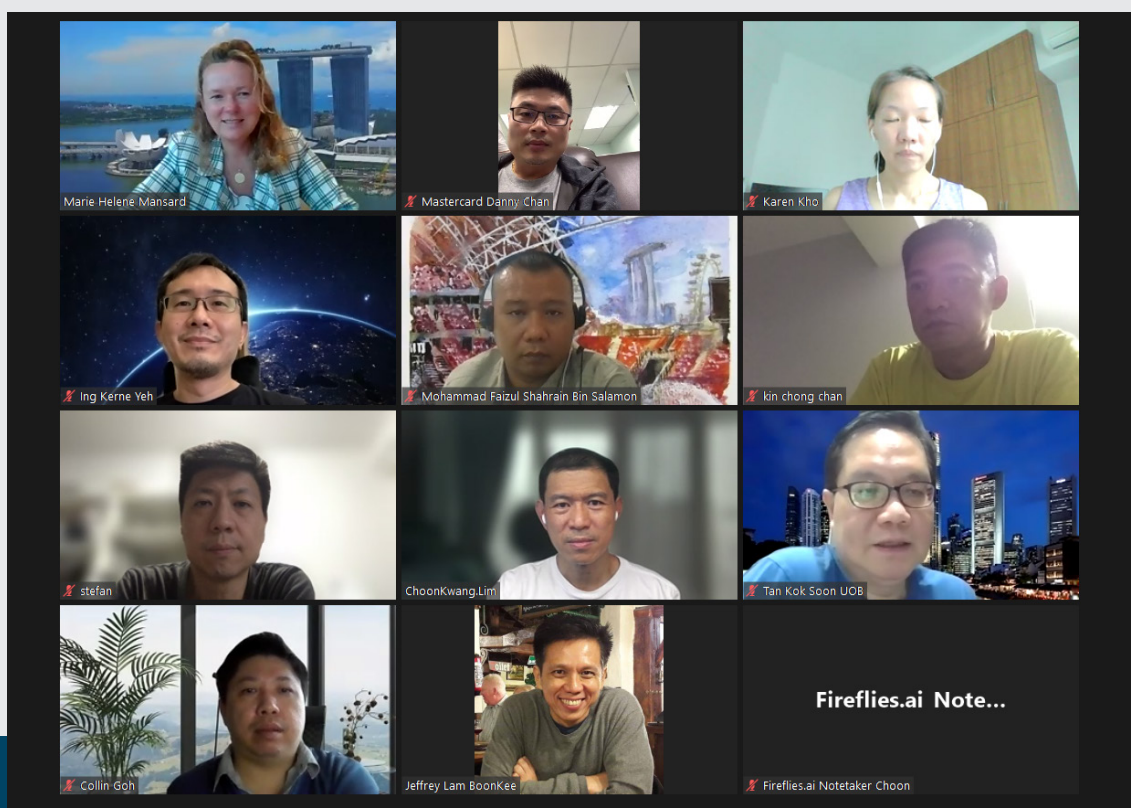 Marie Helene Mansard
Mastercard Danny Chan
Karen Kho
Ing Kerne Yeh
Mohammad Faizul Shahrain Bin Salamon
kin chong chan
stefan
ChoonKwang.Lim
Tan Kok Soon UOB
Fireflies.ai Note...
Collin Goh
Jeffrey Lam BoonKee
Fireflies.ai Notetaker Choon